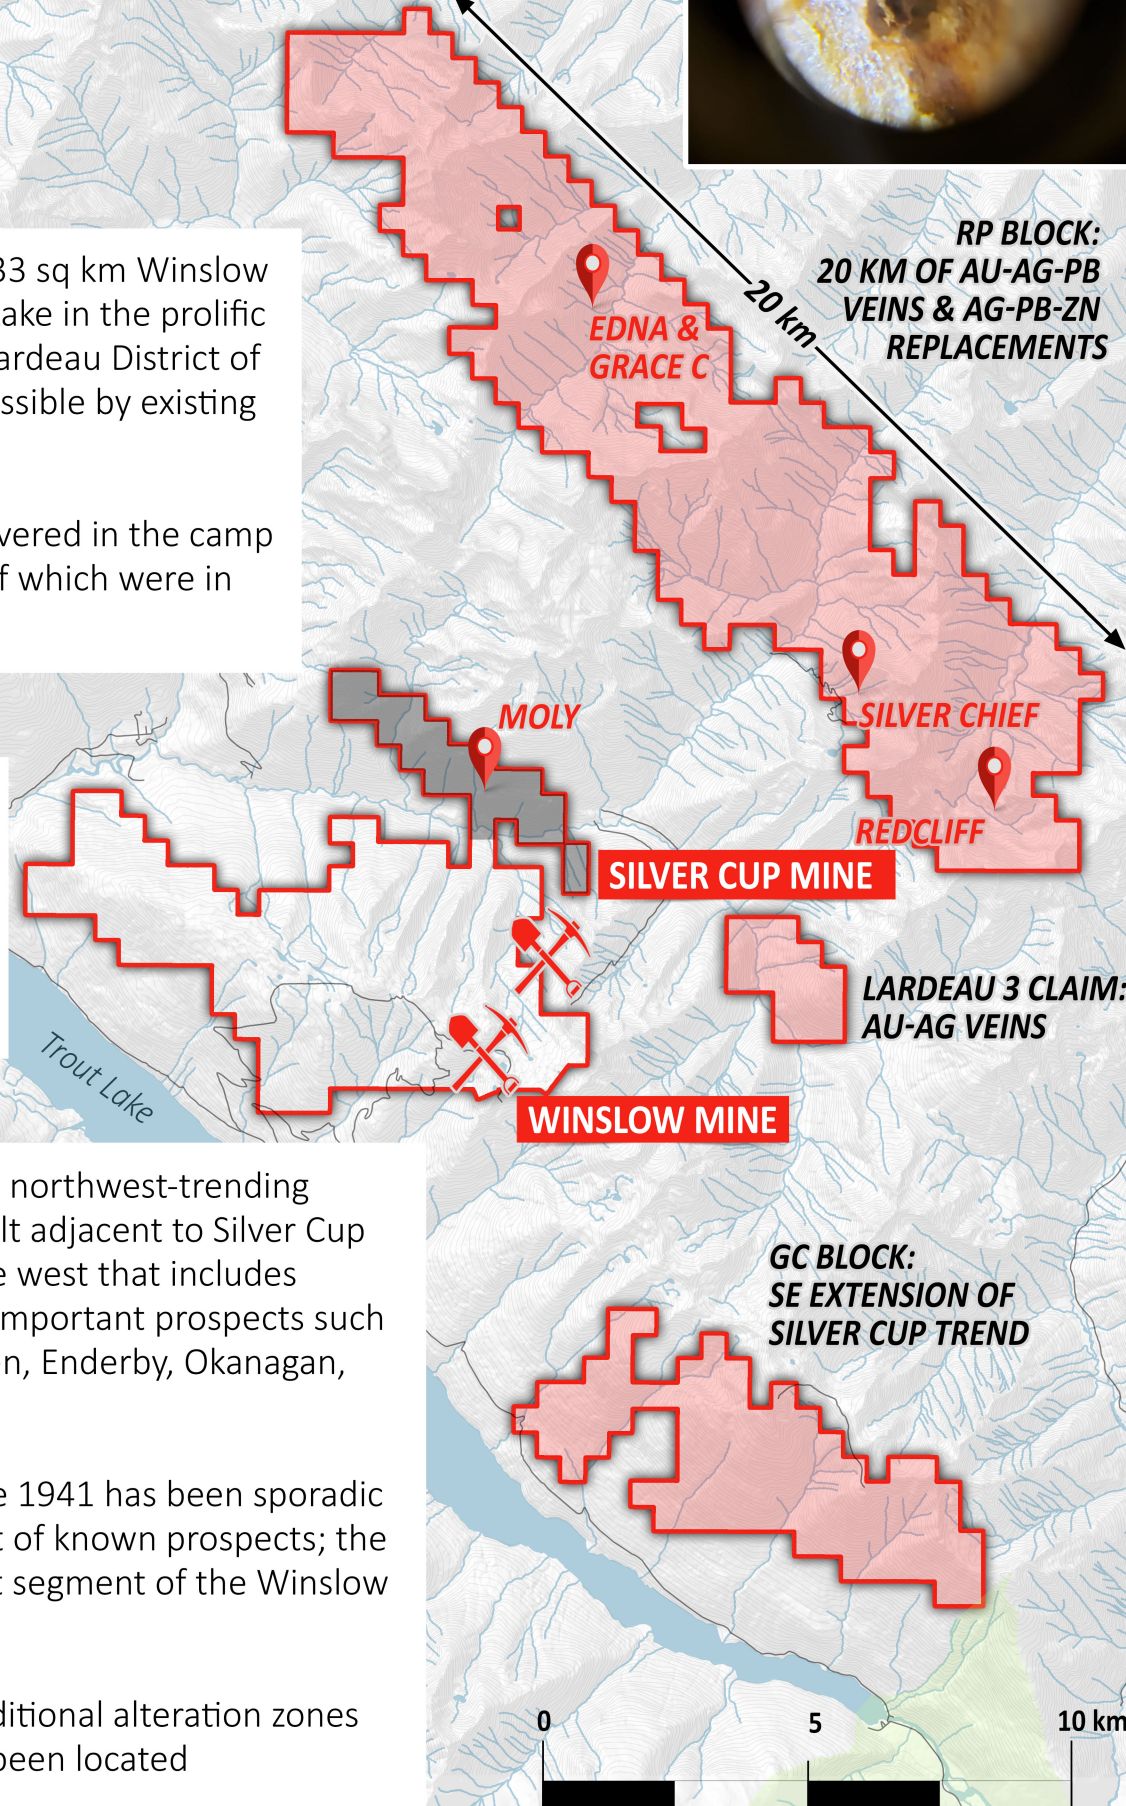 RP BLOCK:
20 KM OF AU-AG-PB
VEINS & AG-PB-ZN
REPLACEMENTS
20 km
33 sq km Winslow
ake in the prolific
ardeau District of
ssible by existing
vered in the camp
f which were in
EDNA &
GRACE C
SILVER CHIEF
REDCLIFF
MOLY
SILVER CUP MINE
LARDEAU 3 CLAIM:
AU-AG VEINS
Trout Lake
WINSLOW MINE
northwest-trending
lt adjacent to Silver Cup
e west that includes
important prospects such
n, Enderby, Okanagan,
GC BLOCK:
SE EXTENSION OF
SILVER CUP TREND
e 1941 has been sporadic
t of known prospects; the
t segment of the Winslow
ditional alteration zones
been located
0 5 10 km